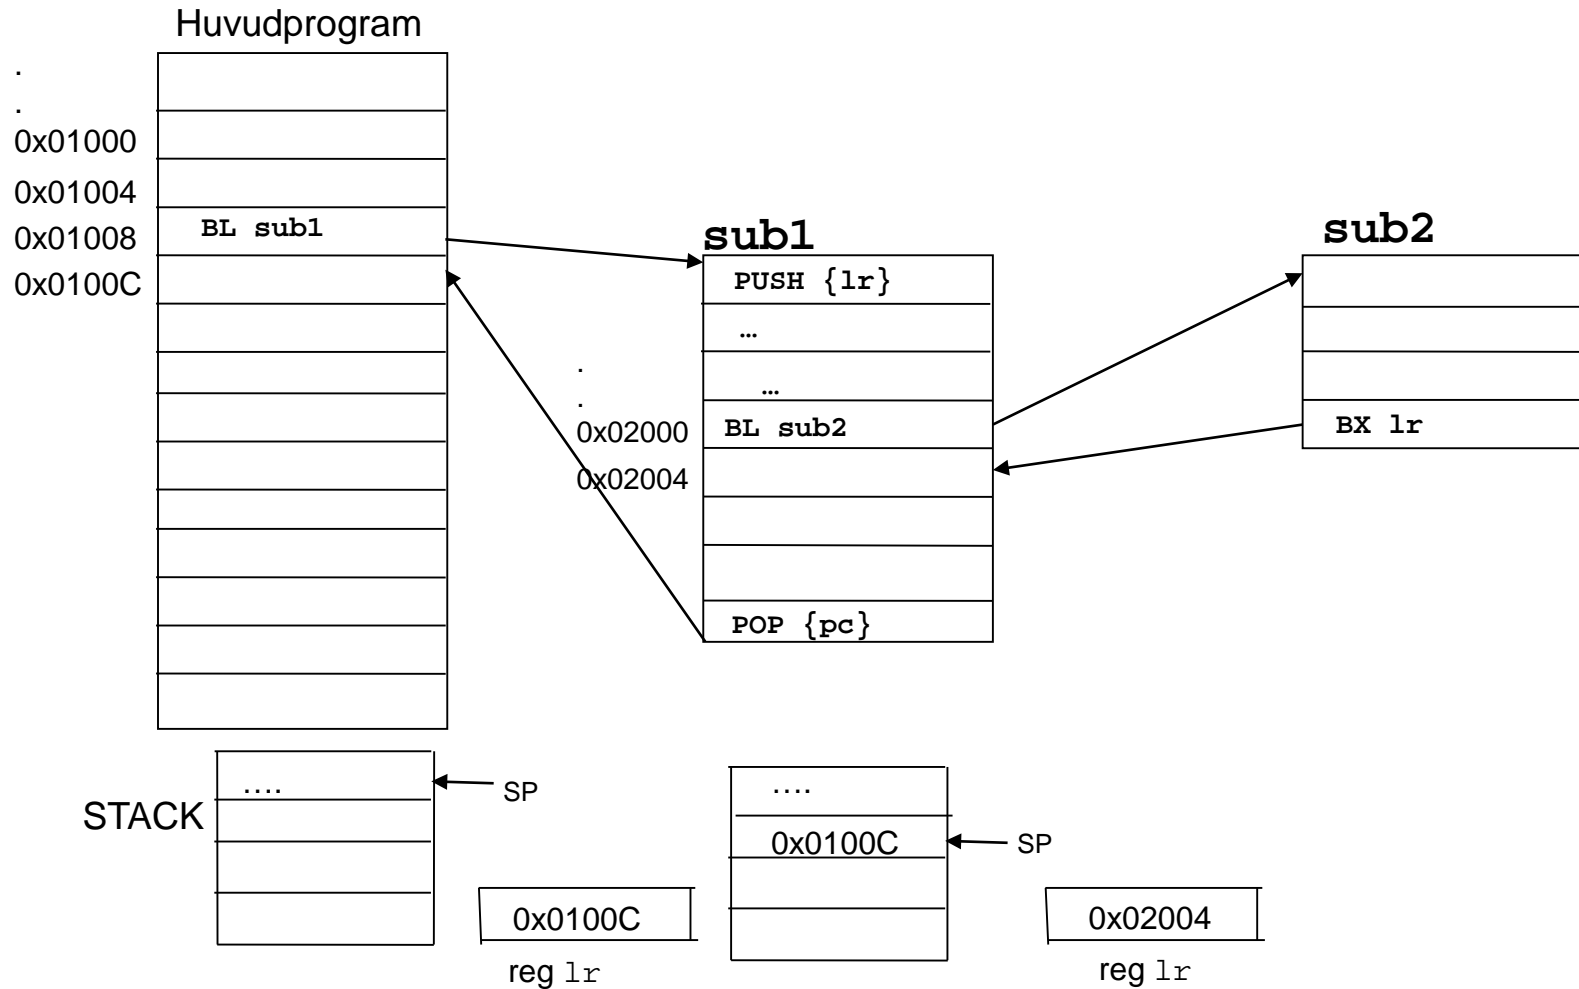 Huvudprogram
.
.
0x01000
0x01004
0x01008
BL sub1
0x0100C
sub1
PUSH {lr}
…
…
.
.
0x02000
BL sub2
0x02004
POP {pc}
sub2
BX lr
STACK
....
SP
0x0100C
reg lr
....
0x0100C
SP
0x02004
reg lr